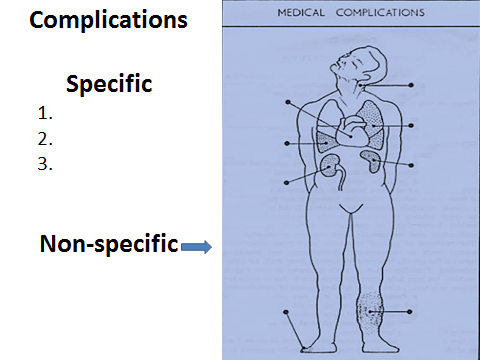 Complications
Specific
1.
2.
3.
Non-specific
MEDICAL COMPLICATIONS